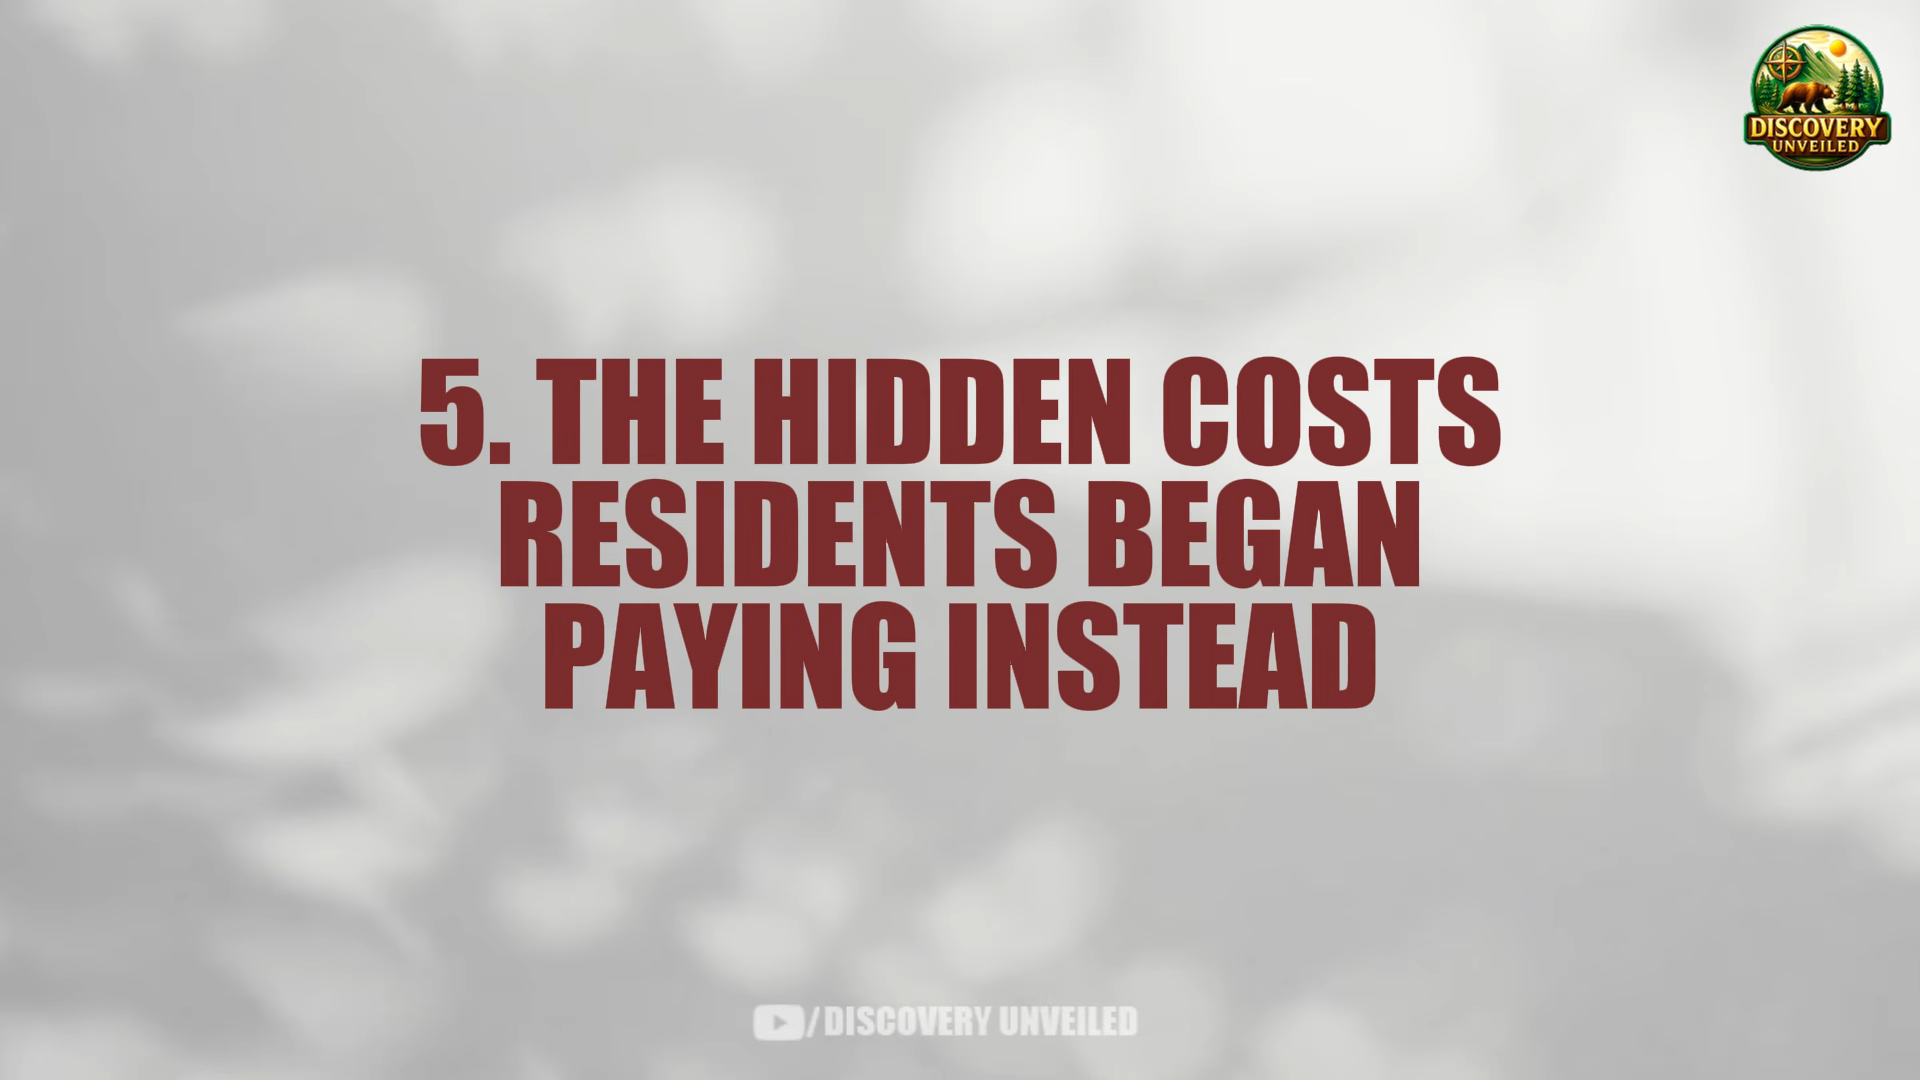 DISCOVERY
UNVEILED
5. THE HIDDEN COSTS
RESIDENTS BEGAN
PAYING INSTEAD
/DISCOVERY UNVEILED